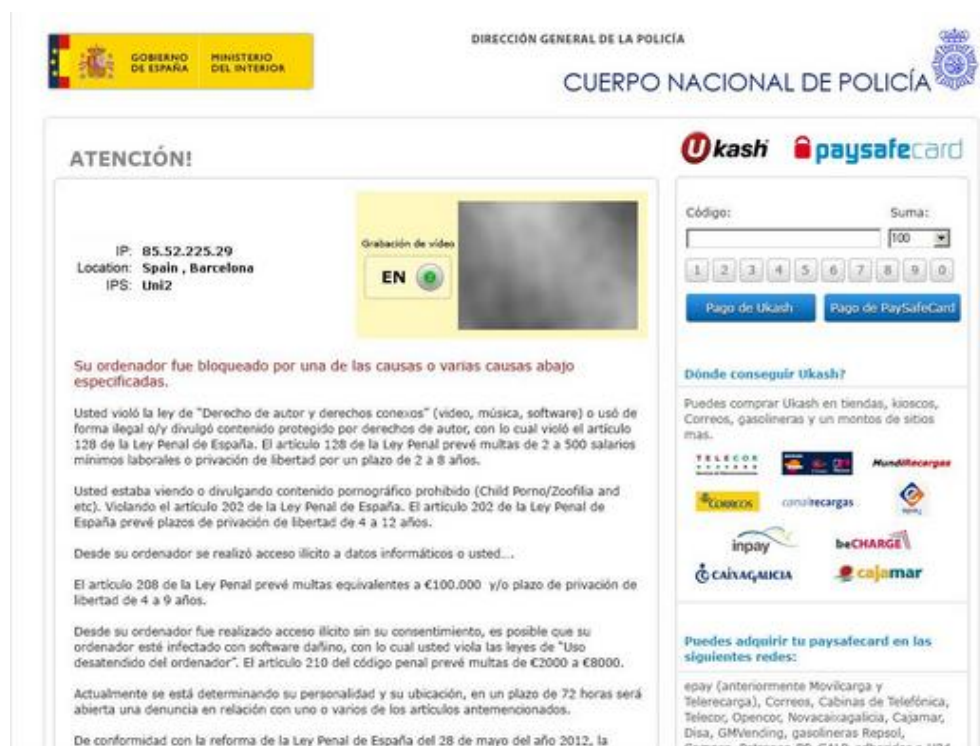 GOBIERNO DE ESPAÑA
MINISTERIO DEL INTERIOR
DIRECCIÓN GENERAL DE LA POLICÍA
CUERPO NACIONAL DE POLICÍA
ATENCIÓN!
Ukash paysafecard
IP: 85.52.225.29
Location: Spain , Barcelona
IPS: Uni2
Grabación de video
EN
Código: Suma:
100
1 2 3 4 5 6 7 8 9 0
Pago de Ukash Pago de PaySafeCard
Su ordenador fue bloqueado por una de las causas o varias causas abajo
especificadas.
Usted violó la ley de "Derecho de autor y derechos conexos" (video, música, software) o usó de
forma ilegal o/y divulgó contenido protegido por derechos de autor, con lo cual violó el artículo
128 de la Ley Penal de España. El artículo 128 de la Ley Penal prevé multas de 2 a 500 salarios
mínimos laborales o privación de libertad por un plazo de 2 a 8 años.
Usted estaba viendo o divulgando contenido pornográfico prohibido (Child Porno/Zoofilia and
etc). Violando el artículo 202 de la Ley Penal de España. El artículo 202 de la Ley Penal de
España prevé plazos de privación de libertad de 4 a 12 años.
Desde su ordenador se realizó acceso ilícito a datos informáticos o usted...
El artículo 208 de la Ley Penal prevé multas equivalentes a €100.000 y/o plazo de privación de
libertad de 4 a 9 años.
Desde su ordenador fue realizado acceso ilícito sin su consentimiento, es posible que su
ordenador esté infectado con software dañino, con lo cual usted viola las leyes de "Uso
desatendido del ordenador". El artículo 210 del código penal prevé multas de €2000 a €8000.
Actualmente se está determinando su personalidad y su ubicación, en un plazo de 72 horas será
abierta una denuncia en relación con uno o varios de los artículos antemencionados.
De conformidad con la reforma de la Ley Penal de España del 28 de mayo del año 2012, la
Dónde conseguir Ukash?
Puedes comprar Ukash en tiendas, kioscos,
Correos, gasolineras y un montos de sitios
mas.
TELECOR
MundiRecargas
CORREOS canalrecargas
inpay beCHARGE
CAIXAGALICIA cajamar
Puedes adquirir tu paysafecard en las
siguientes redes:
epay (anteriormente Movilcarga y
Telerecarga), Correos, Cabinas de Telefónica,
Telecor, Opencor, Novacaixagalicia, Cajamar,
Disa, GMVending, gasolineras Repsol,